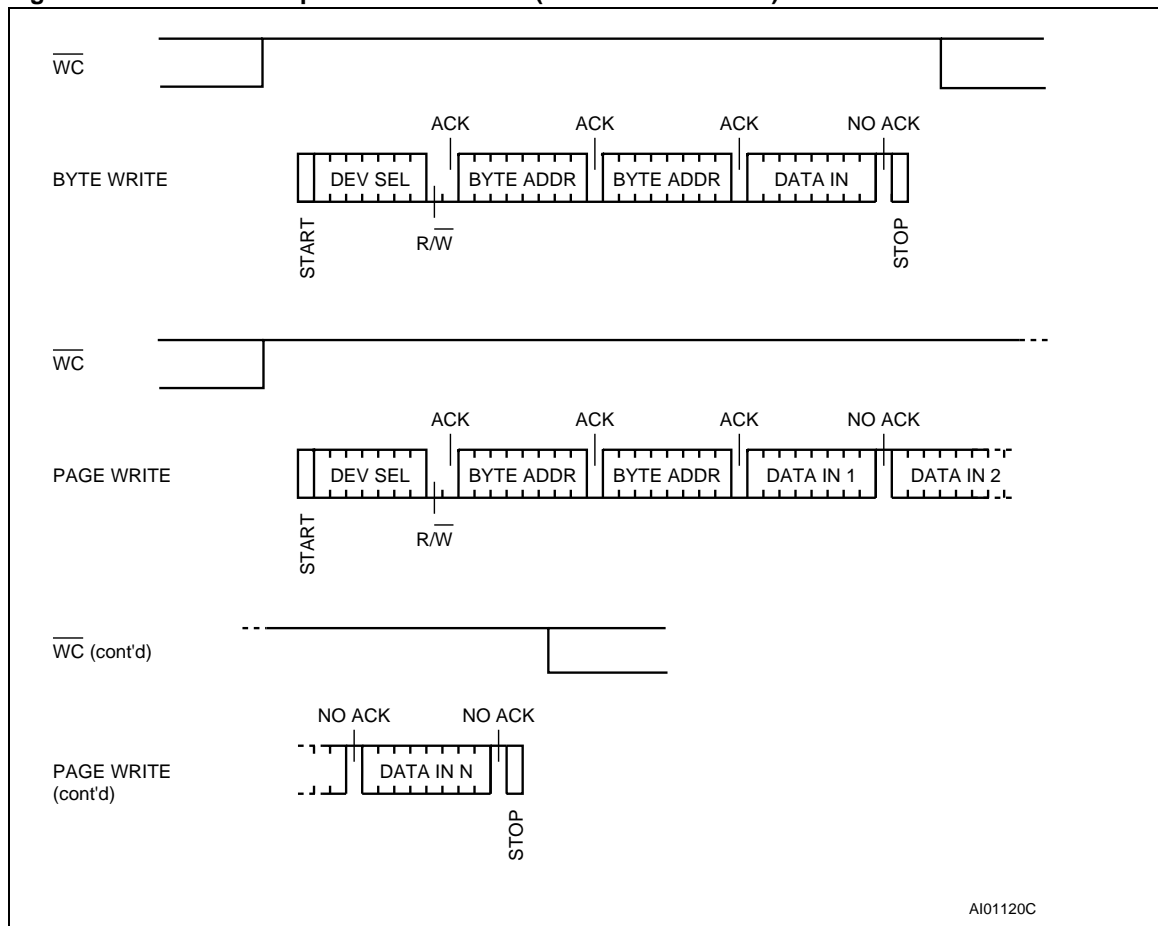 WC
ACK ACK ACK NO ACK
BYTE WRITE DEV SEL BYTE ADDR BYTE ADDR DATA IN
START R/W STOP
WC
ACK ACK ACK NO ACK
PAGE WRITE DEV SEL BYTE ADDR BYTE ADDR DATA IN 1 DATA IN 2
START R/W
WC (cont'd)
NO ACK NO ACK
PAGE WRITE DATA IN N
(cont'd)
STOP
AI01120C